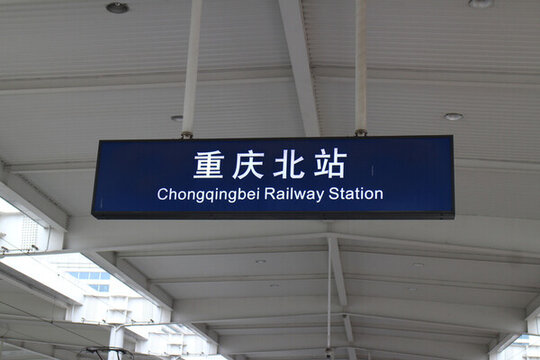 重庆北站
Chongqingbei Railway Station